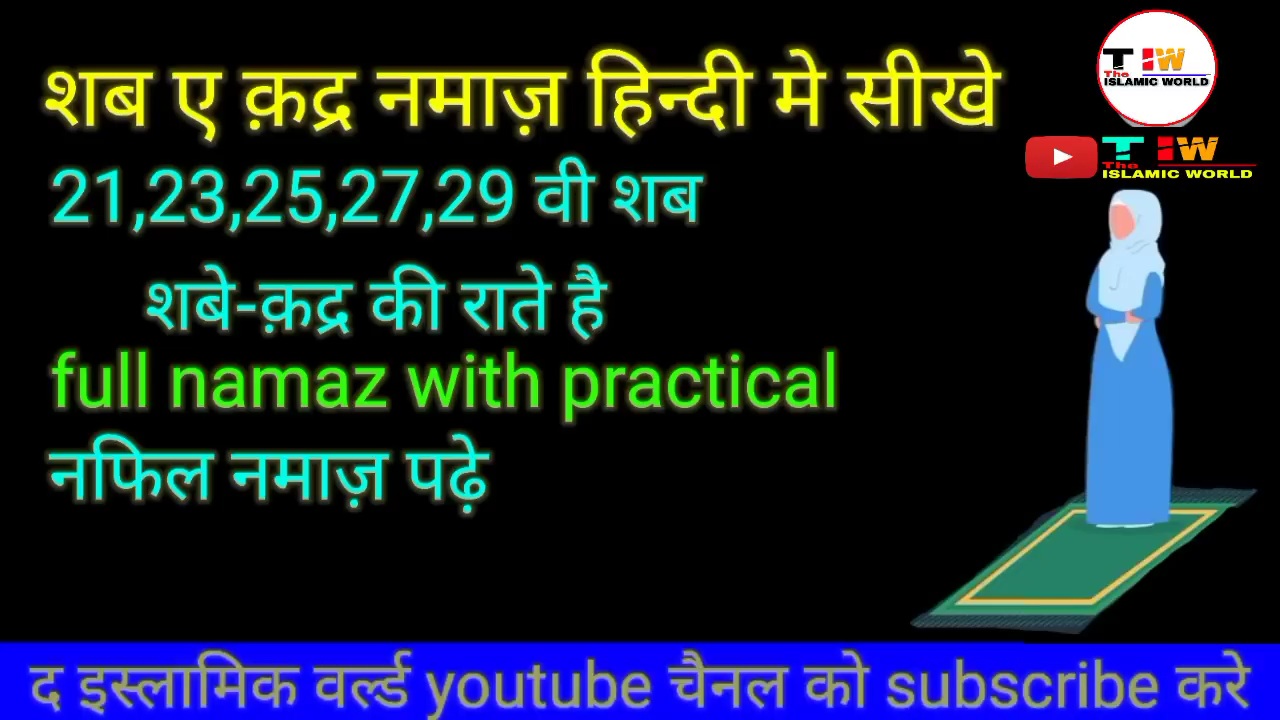 शब ए क़द्र नमाज़ हिन्दी मे सीखे
TIW
The
ISLAMIC WORLD
TIW
The
ISLAMIC WORLD
21,23,25,27,29 वी शब
शबे-क़द्र की राते है
full namaz with practical
नफिल नमाज़ पढ़े
द इस्लामिक वर्ल्ड youtube चैनल को subscribe करे